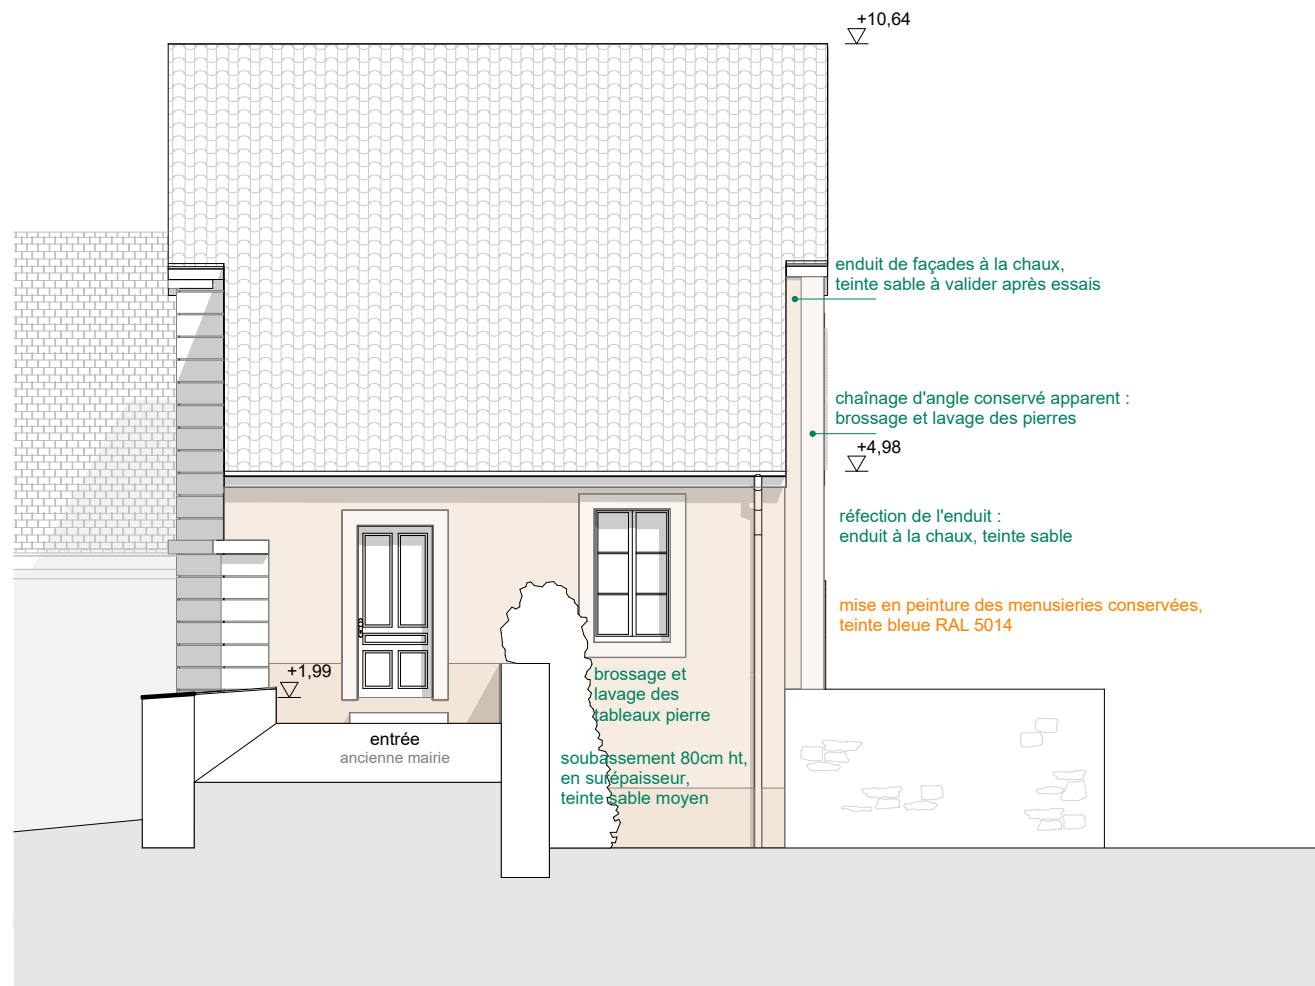 +10,64
enduit de façades à la chaux,
teinte sable à valider après essais
chaînage d'angle conservé apparent :
brossage et lavage des pierres
+4,98
réfection de l'enduit :
enduit à la chaux, teinte sable
mise en peinture des menusieries conservées,
teinte bleue RAL 5014
+1,99
brossage et
lavage des
tableaux pierre
entrée
ancienne mairie
soubassement 80cm ht,
en surépaisseur,
teinte sable moyen